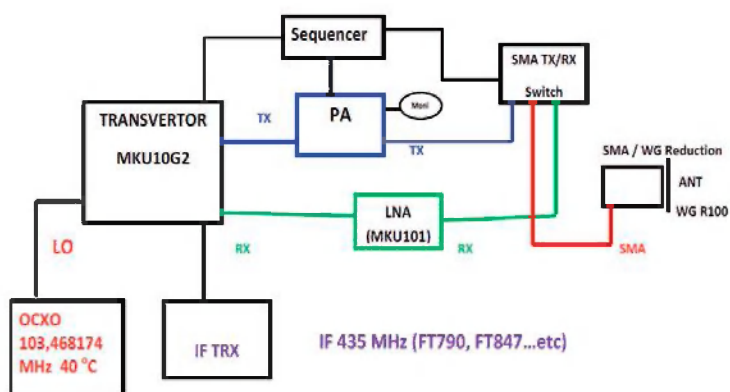 Sequencer
SMA TX/RX
Switch
TRANSVERTOR
MKU10G2
TX
PA
Moni
TX
SMA / WG Reduction
ANT
WG R100
LNA
(MKU101)
LO
RX
RX
SMA
OCXO
103,468174
MHz 40 °C
IF TRX
IF 435 MHz (FT790, FT847...etc)